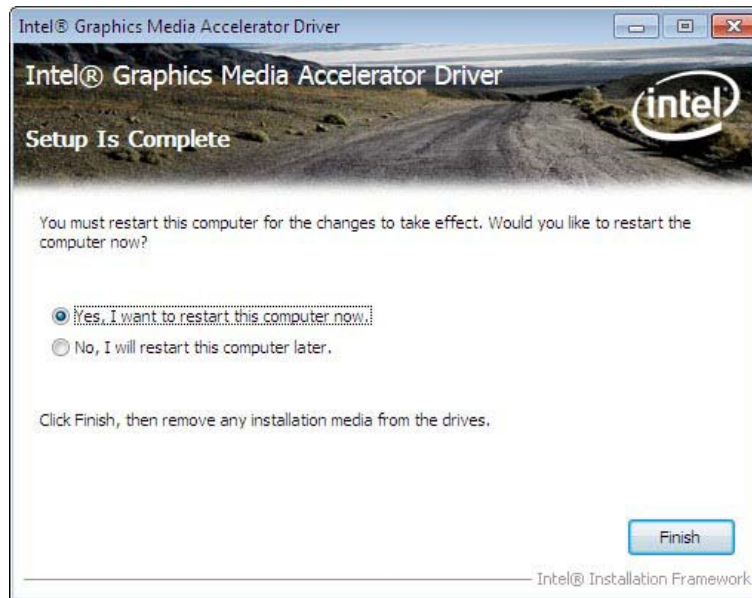 Intel® Graphics Media Accelerator Driver
Intel® Graphics Media Accelerator Driver
intel
Setup Is Complete
You must restart this computer for the changes to take effect. Would you like to restart the
computer now?
Yes, I want to restart this computer now.
No, I will restart this computer later.
Click Finish, then remove any installation media from the drives.
Finish
Intel® Installation Framework